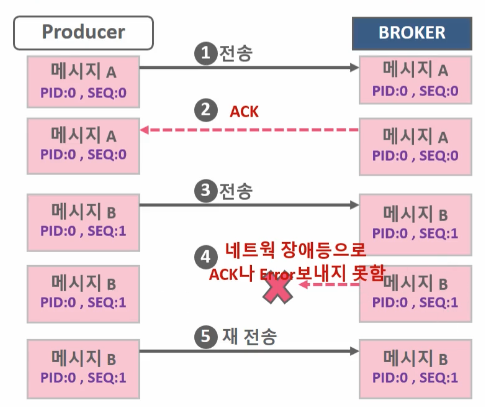 Producer
BROKER
❶전송
메시지 A
PID:0 , SEQ:0
메시지 A
PID:0 , SEQ:0
❷ ACK
메시지 A
PID:0 , SEQ:0
메시지 A
PID:0 , SEQ:0
❸전송
메시지 B
PID:0 , SEQ:1
메시지 B
PID:0 , SEQ:1
❹ 네트웍 장애등으로
ACK나 Error보내지 못함
메시지 B
PID:0 , SEQ:1
메시지 B
PID:0 , SEQ:1
❺ 재 전송
메시지 B
PID:0 , SEQ:1
메시지 B
PID:0 , SEQ:1